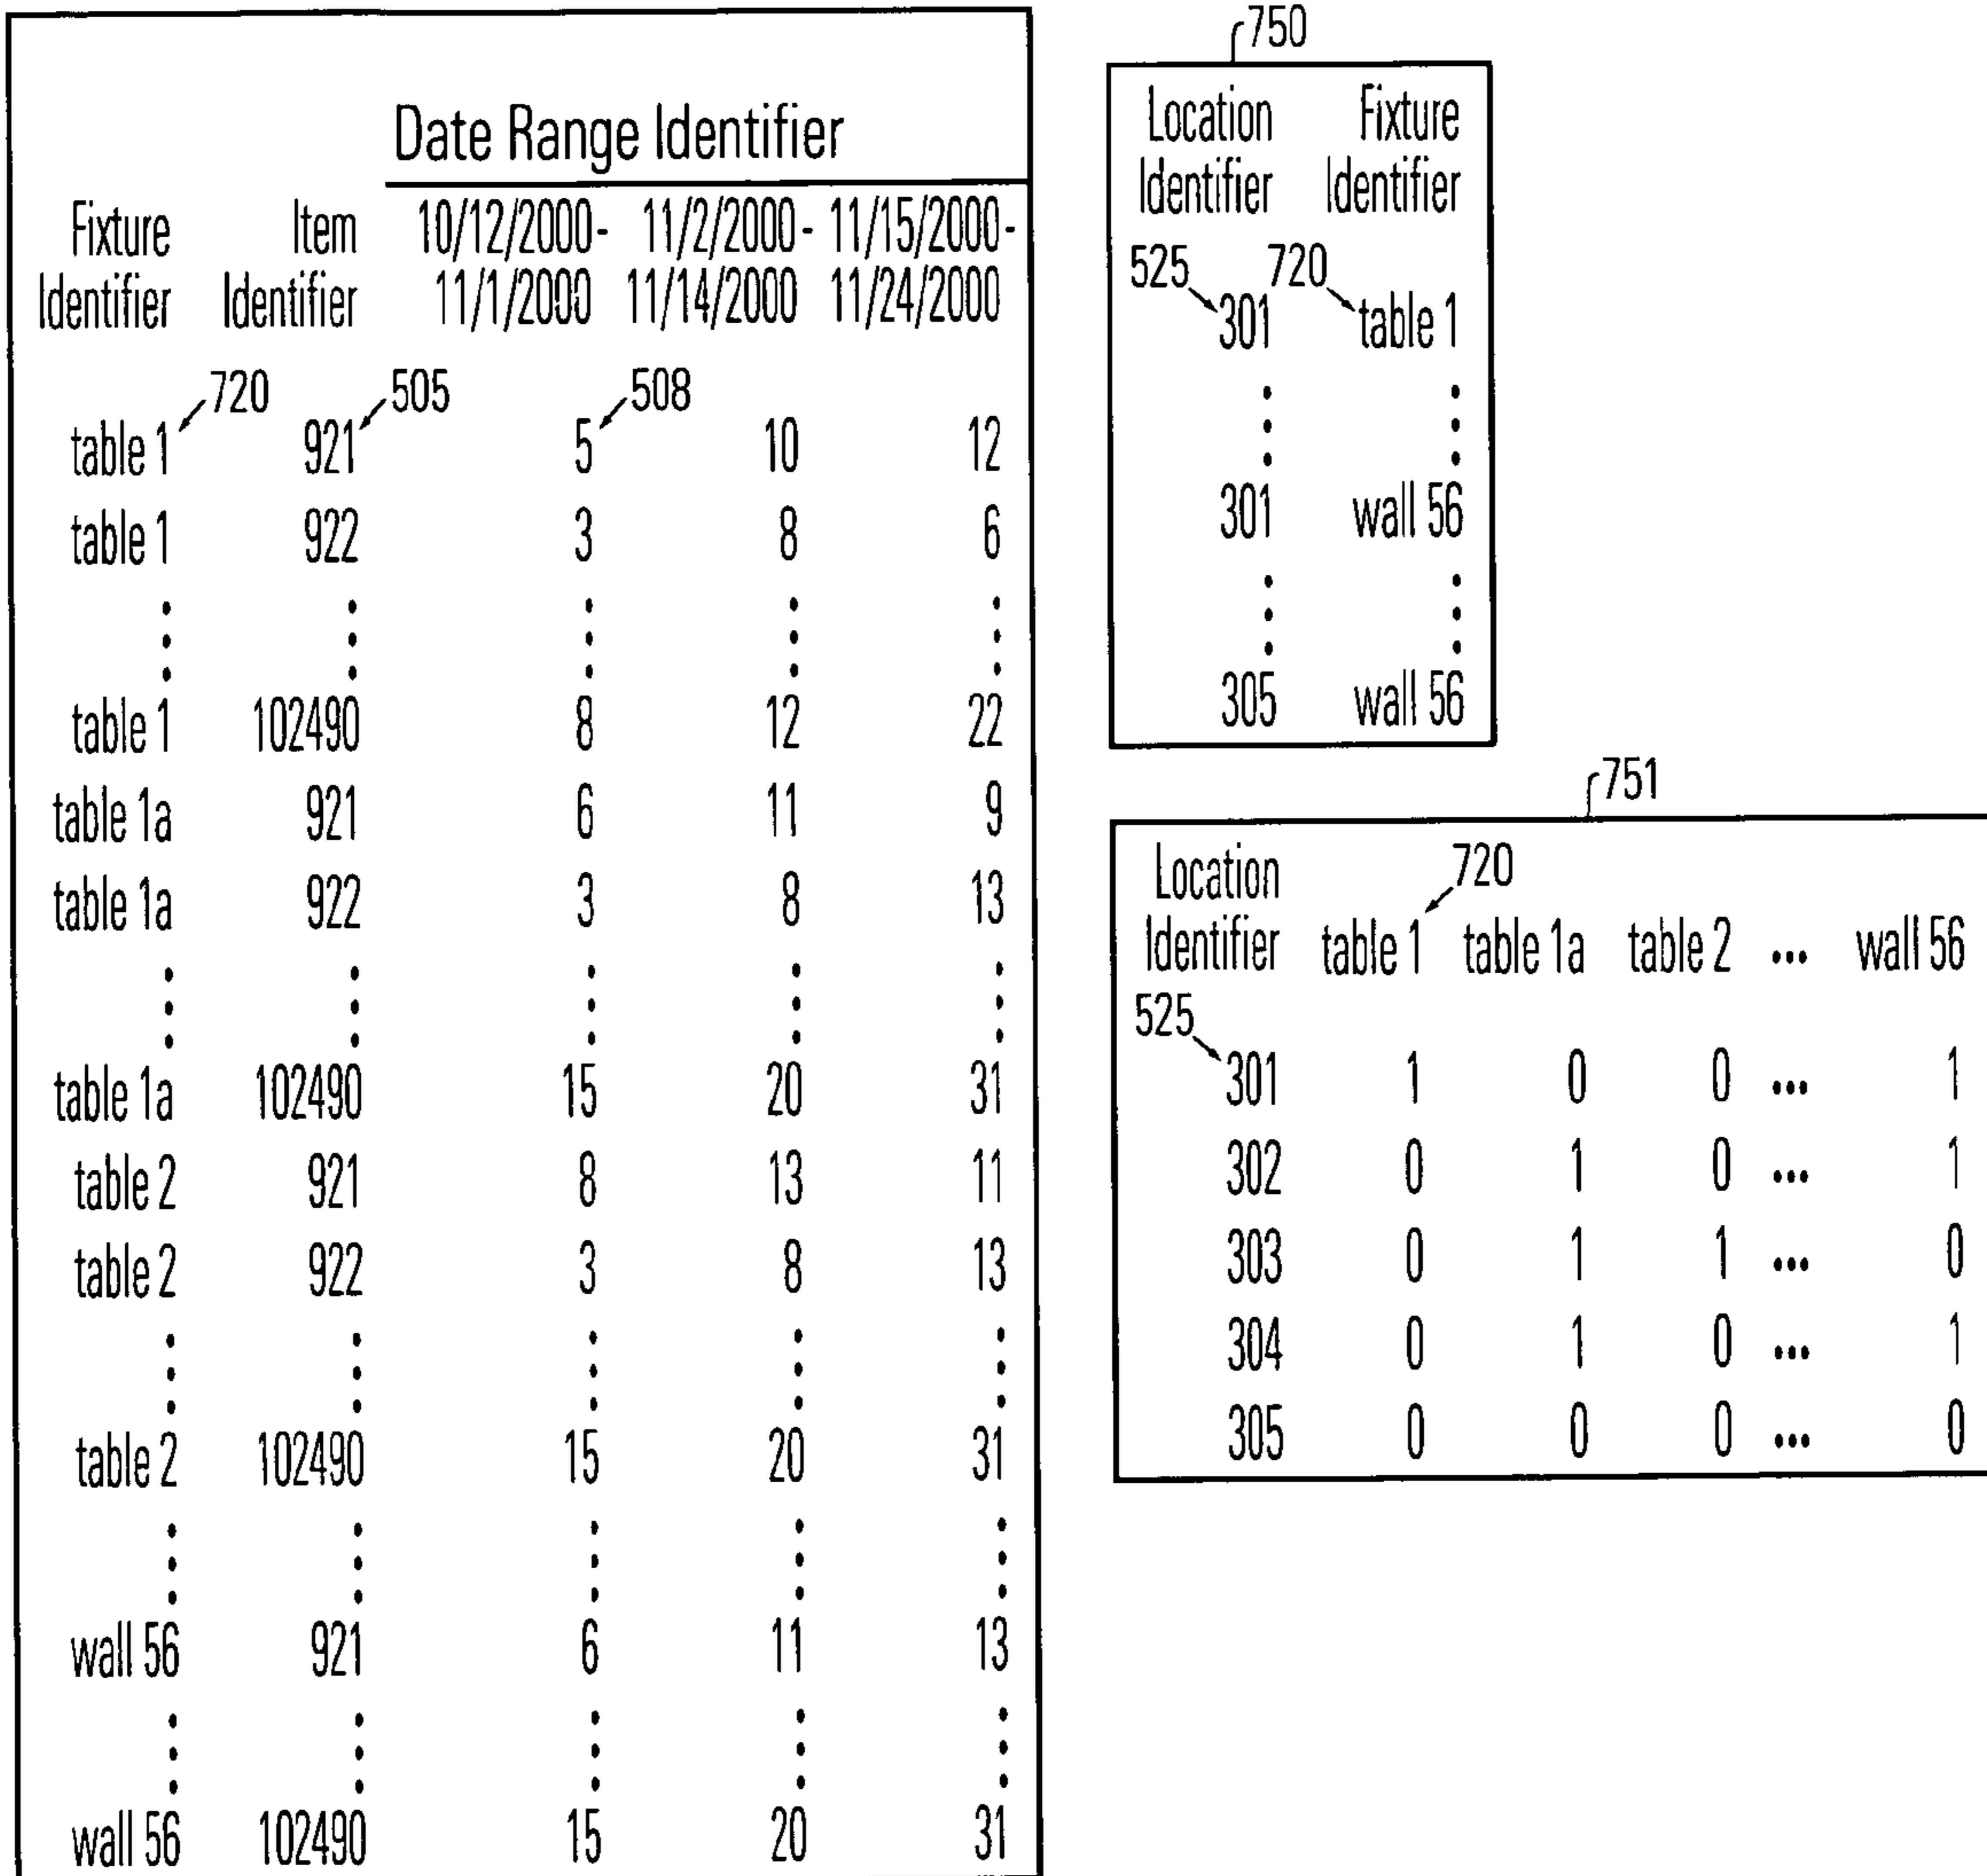 Date Range Identifier
Fixture Item 10/12/2000- 11/2/2000- 11/15/2000-
Identifier Identifier 11/1/2000 11/14/2000 11/24/2000
720 505 508
table 1 921 5 10 12
table 1 922 3 8 6
table 1 102490 8 12 22
table 1a 921 6 11 9
table 1a 922 3 8 13
table 1a 102490 15 20 31
table 2 921 8 13 11
table 2 922 3 8 13
table 2 102490 15 20 31
wall 56 921 6 11 13
wall 56 102490 15 20 31
750
Location Fixture
Identifier Identifier
525 720
301 table 1
301 wall 56
305 wall 56
751
Location 720
Identifier table 1 table 1a table 2 ... wall 56
525
301 1 0 0 ... 1
302 0 1 0 ... 1
303 0 1 1 ... 0
304 0 1 0 ... 1
305 0 0 0 ... 0